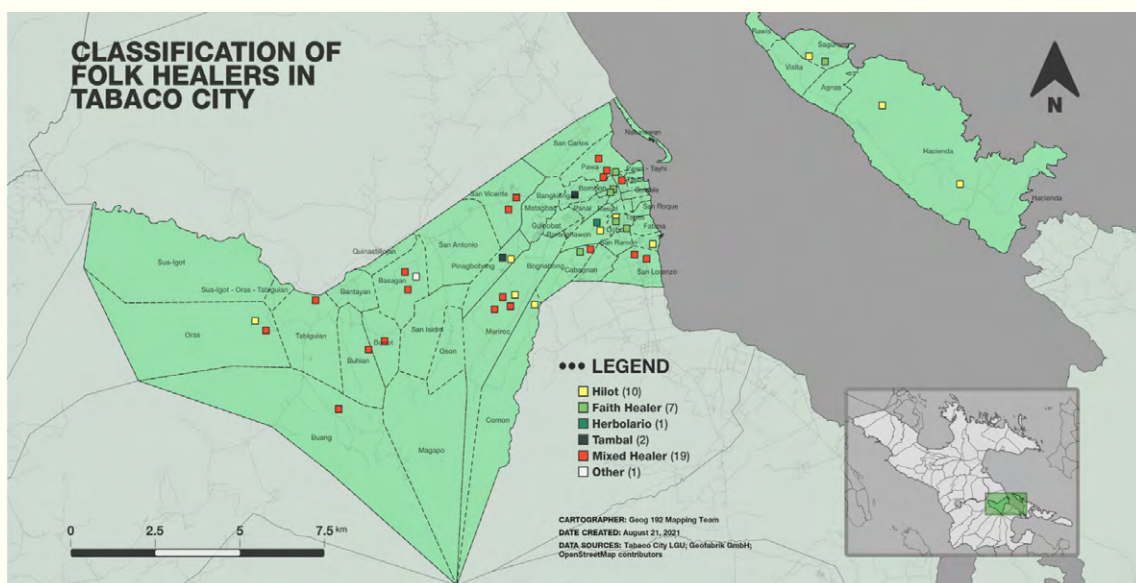 CLASSIFICATION OF
FOLK HEALERS IN
TABACO CITY
N
Rawis
Sagurong
Visita
Agnas
Hacienda
Hacienda
San Carlos
Pawa
Bombon
San Vicente
Bangkilingan
Matagbac
Panal
San Roque
Guinobat
Fatima
Quinastillojan
San Antonio
San Ramon
Sua-Igot
Pinagbobong
Bognabong
Cabagnan
San Lorenzo
Sua-Igot - Oras - Tabiguian
Bantayan
Basagan
Oras
Tabiguian
San Isidro
Mariroc
Buhian
Oson
Buang
Magapo
Comon
••• LEGEND
Hilot (10)
Faith Healer (7)
Herbolario (1)
Tambal (2)
Mixed Healer (19)
Other (1)
0 2.5 5 7.5 km
CARTOGRAPHER: Geog 192 Mapping Team
DATE CREATED: August 21, 2021
DATA SOURCES: Tabaco City LGU; Geofabrik GmbH;
OpenStreetMap contributors